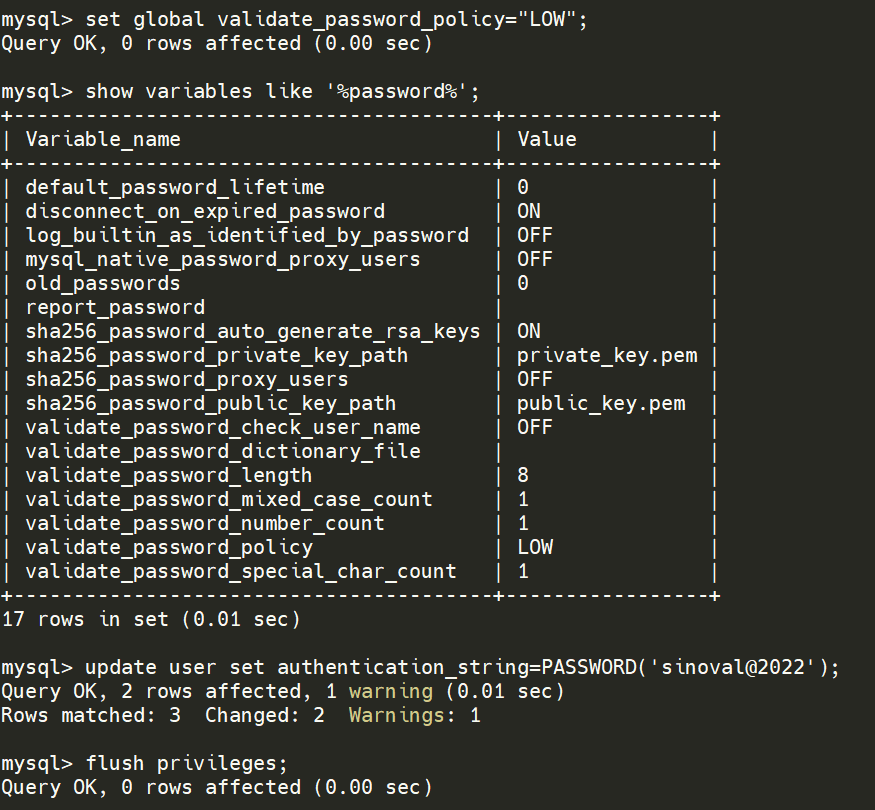 mysql> set global validate_password_policy="LOW";
Query OK, 0 rows affected (0.00 sec)

mysql> show variables like '%password%';
+----------------------------------------+-----------------+
| Variable_name                          | Value           |
+----------------------------------------+-----------------+
| default_password_lifetime              | 0               |
| disconnect_on_expired_password         | ON              |
| log_builtin_as_identified_by_password  | OFF             |
| mysql_native_password_proxy_users      | OFF             |
| old_passwords                          | 0               |
| report_password                        |                 |
| sha256_password_auto_generate_rsa_keys | ON              |
| sha256_password_private_key_path       | private_key.pem |
| sha256_password_proxy_users            | OFF             |
| sha256_password_public_key_path        | public_key.pem  |
| validate_password_check_user_name      | OFF             |
| validate_password_dictionary_file      |                 |
| validate_password_length               | 8               |
| validate_password_mixed_case_count     | 1               |
| validate_password_number_count         | 1               |
| validate_password_policy               | LOW             |
| validate_password_special_char_count   | 1               |
+----------------------------------------+-----------------+
17 rows in set (0.01 sec)

mysql> update user set authentication_string=PASSWORD('sinoval@2022');
Query OK, 2 rows affected, 1 warning (0.01 sec)
Rows matched: 3  Changed: 2  Warnings: 1

mysql> flush privileges;
Query OK, 0 rows affected (0.00 sec)